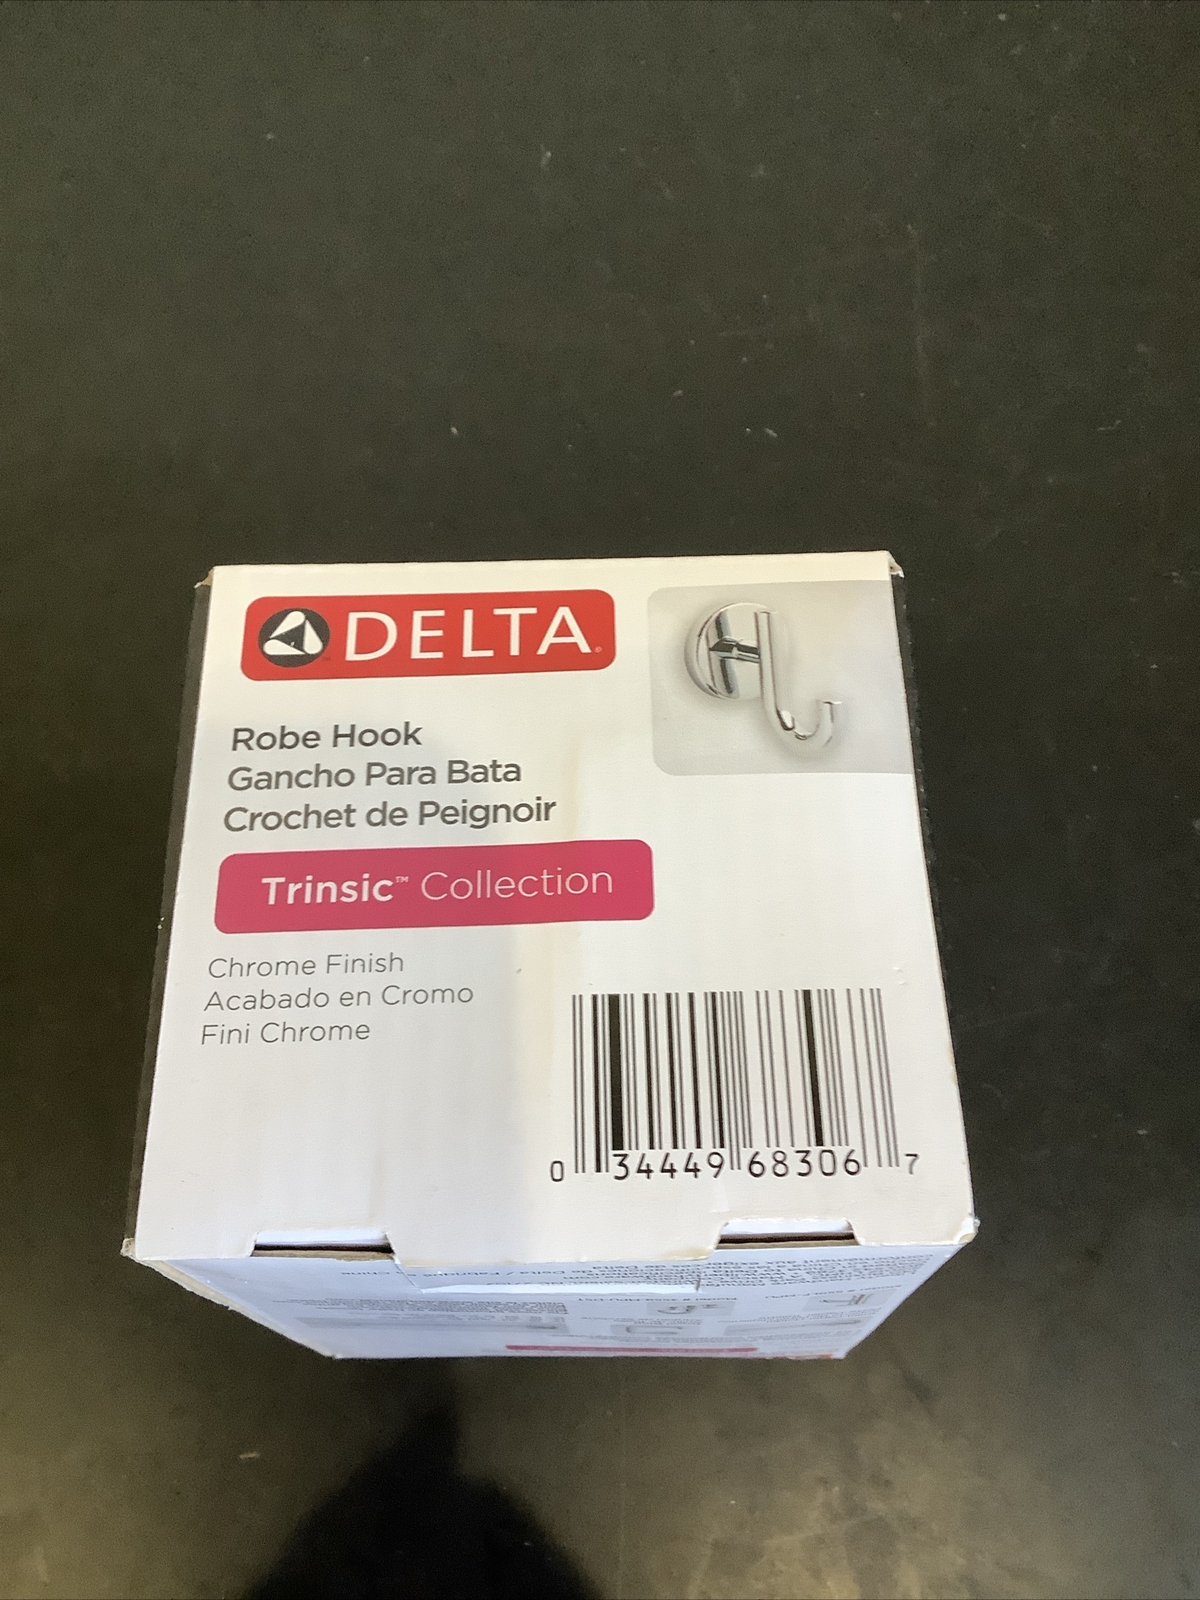 DELTA
Robe Hook
Gancho Para Bata
Crochet de Peignoir
Trinsic™ Collection
Chrome Finish
Acabado en Cromo
Fini Chrome
0 34449 68306 7